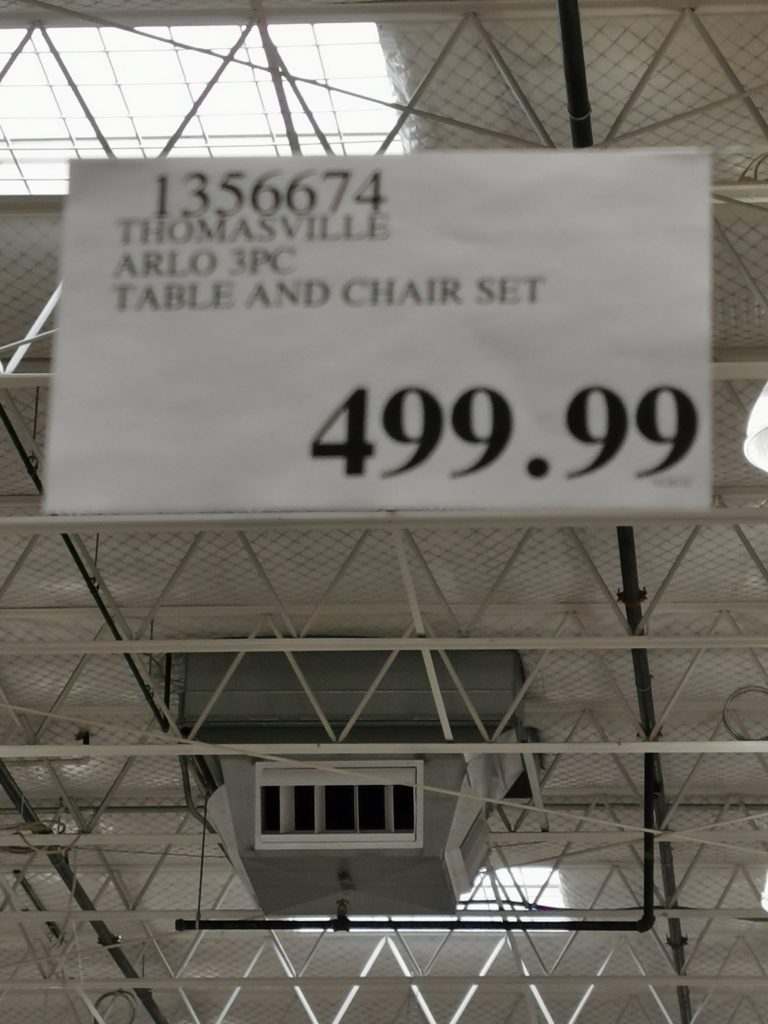 1356674
THOMASVILLE
ARLO 3PC
TABLE AND CHAIR SET
499.99